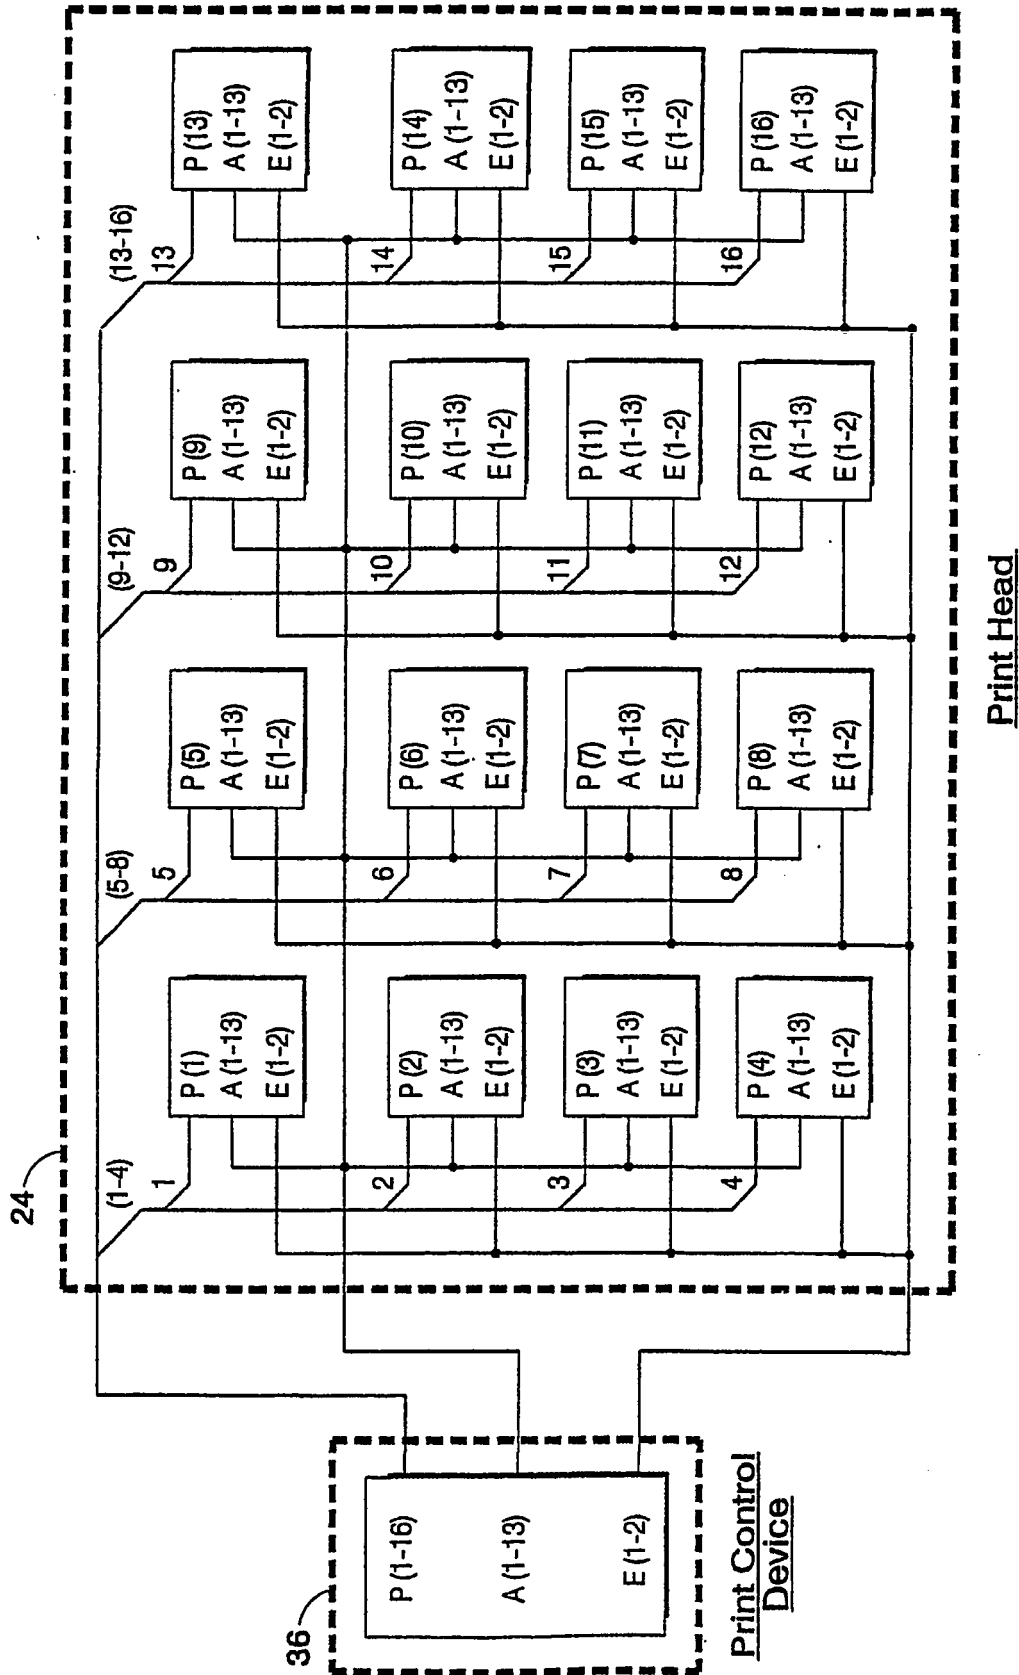 24
(1-4)
(5-8)
(9-12)
(13-16)
1
P (1)
A (1-13)
E (1-2)
5
P (5)
A (1-13)
E (1-2)
9
P (9)
A (1-13)
E (1-2)
13
P (13)
A (1-13)
E (1-2)
2
P (2)
A (1-13)
E (1-2)
6
P (6)
A (1-13)
E (1-2)
10
P (10)
A (1-13)
E (1-2)
14
P (14)
A (1-13)
E (1-2)
3
P (3)
A (1-13)
E (1-2)
7
P (7)
A (1-13)
E (1-2)
11
P (11)
A (1-13)
E (1-2)
15
P (15)
A (1-13)
E (1-2)
4
P (4)
A (1-13)
E (1-2)
8
P (8)
A (1-13)
E (1-2)
12
P (12)
A (1-13)
E (1-2)
16
P (16)
A (1-13)
E (1-2)
36
P (1-16)
A (1-13)
E (1-2)
Print Control
Device
Print Head